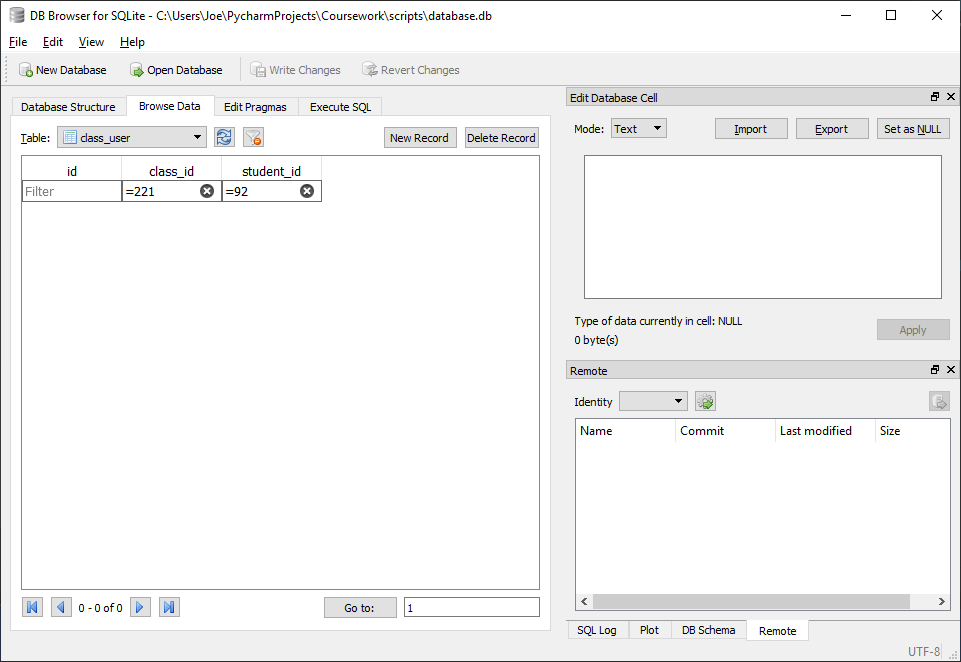 DB Browser for SQLite - C:\Users\Joe\PycharmProjects\Coursework\scripts\database.db
File Edit View Help
New Database Open Database Write Changes Revert Changes
Database Structure Browse Data Edit Pragmas Execute SQL
Table: class_user New Record Delete Record
id class_id student_id
Filter =221 =92
0 - 0 of 0 Go to: 1
Edit Database Cell
Mode: Text Import Export Set as NULL
Type of data currently in cell: NULL
0 byte(s)
Apply
Remote
Identity
Name Commit Last modified Size
SQL Log Plot DB Schema Remote
UTF-8